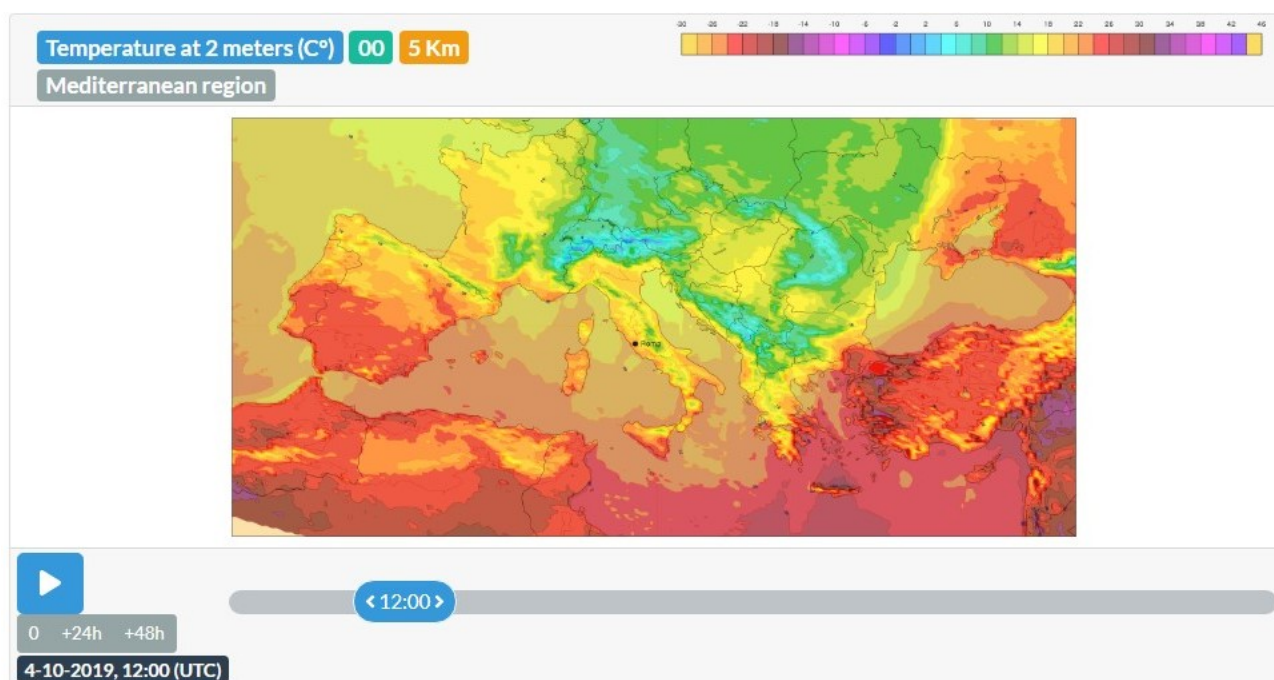 Temperature at 2 meters (C°) 00 5 Km
Mediterranean region
-30 -26 -22 -18 -14 -10 -6 -2 2 6 10 14 18 22 26 30 34 38 42 46
Roma
< 12:00 >
0 +24h +48h
4-10-2019, 12:00 (UTC)